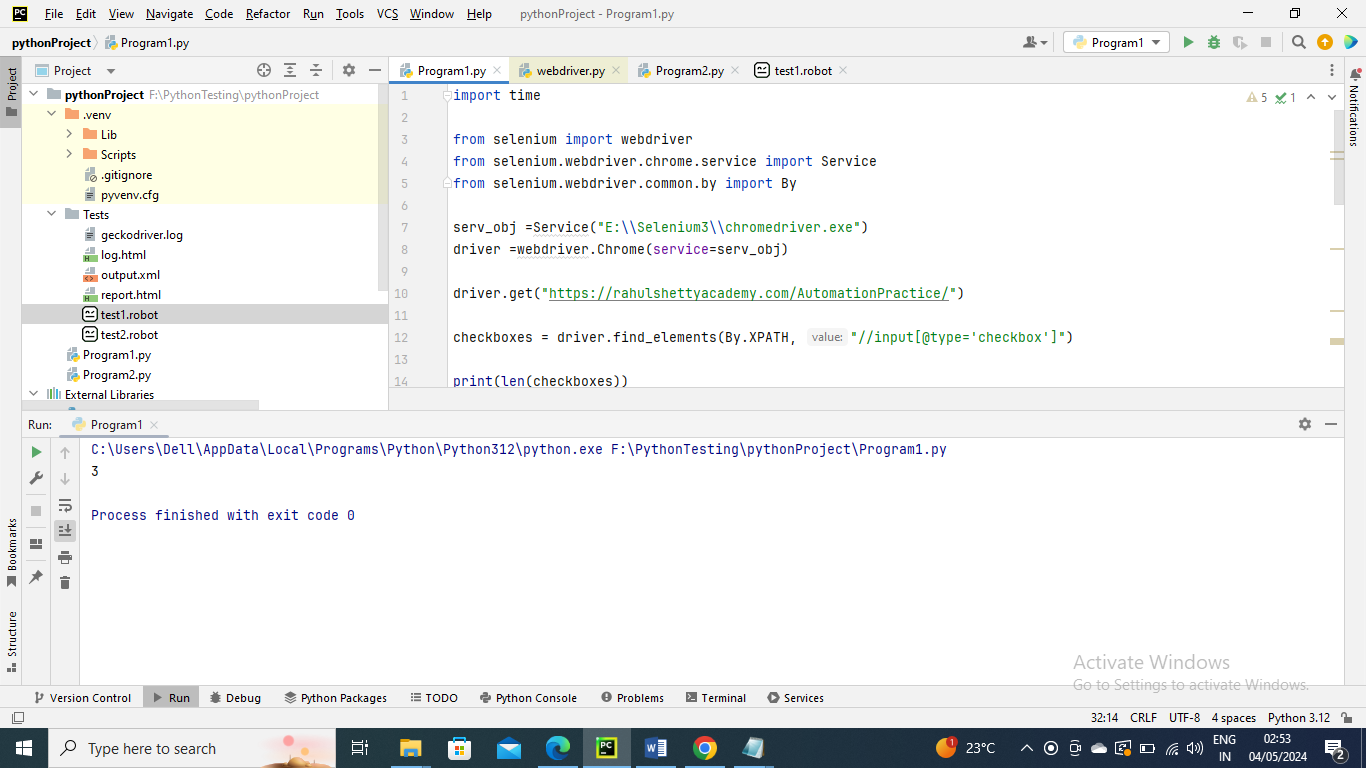 PC File Edit View Navigate Code Refactor Run Tools VCS Window Help pythonProject - Program1.py
pythonProject Program1.py Program1
Project Program1.py webdriver.py Program2.py test1.robot
Project
Notifications
pythonProject F:\PythonTesting\pythonProject
.venv
Lib
Scripts
.gitignore
pyvenv.cfg
Tests
geckodriver.log
log.html
output.xml
report.html
test1.robot
test2.robot
Program1.py
Program2.py
External Libraries
5 1
1 import time
2
3 from selenium import webdriver
4 from selenium.webdriver.chrome.service import Service
5 from selenium.webdriver.common.by import By
6
7 serv_obj =Service("E:\\Selenium3\\chromedriver.exe")
8 driver =webdriver.Chrome(service=serv_obj)
9
10 driver.get("https://rahulshettyacademy.com/AutomationPractice/")
11
12 checkboxes = driver.find_elements(By.XPATH, value: "//input[@type='checkbox']")
13
14 print(len(checkboxes))
Run: Program1
C:\Users\Dell\AppData\Local\Programs\Python\Python312\python.exe F:\PythonTesting\pythonProject\Program1.py
3
Process finished with exit code 0
Bookmarks
Structure
Activate Windows
Go to Settings to activate Windows.
Version Control Run Debug Python Packages TODO Python Console Problems Terminal Services
32:14 CRLF UTF-8 4 spaces Python 3.12
Type here to search PC 1 23°C ENG 02:53
IN 04/05/2024 2